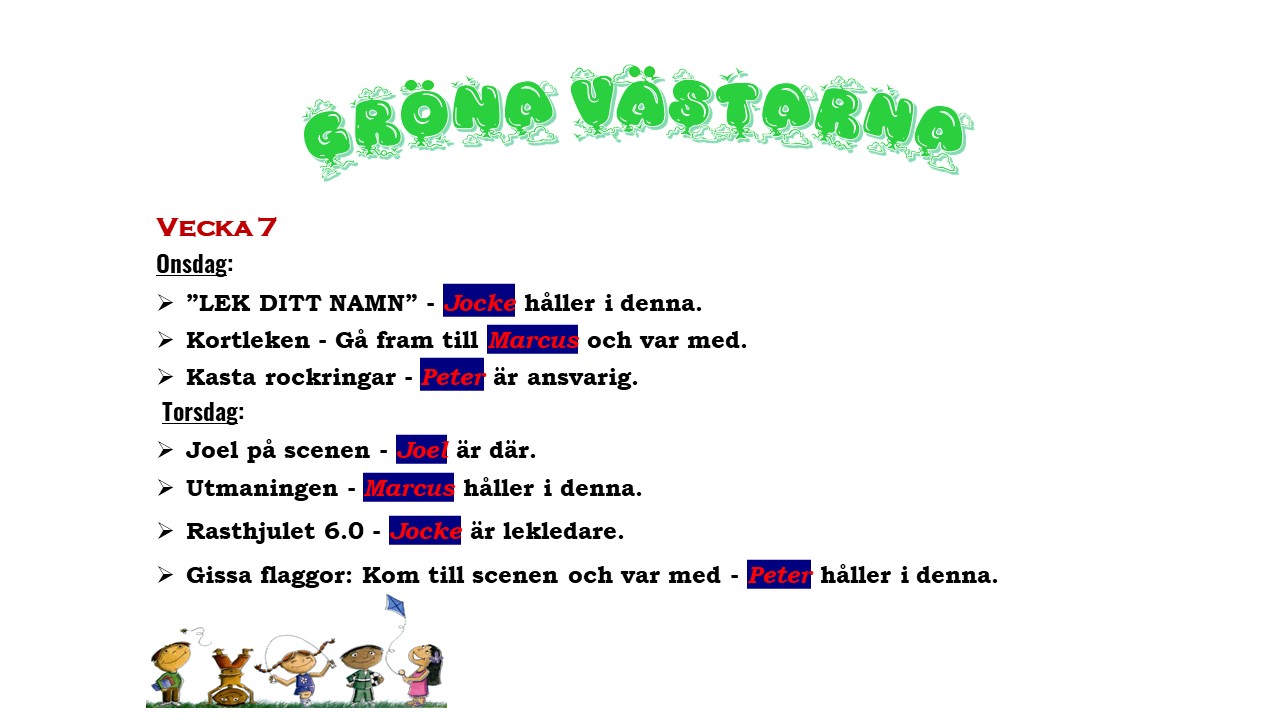 GRÖNA VÄSTARNA
Vecka 7
Onsdag:
➢ ”LEK DITT NAMN” - Jocke håller i denna.
➢ Kortleken - Gå fram till Marcus och var med.
➢ Kasta rockringar - Peter är ansvarig.
Torsdag:
➢ Joel på scenen - Joel är där.
➢ Utmaningen - Marcus håller i denna.
➢ Rasthjulet 6.0 - Jocke är lekledare.
➢ Gissa flaggor: Kom till scenen och var med - Peter håller i denna.